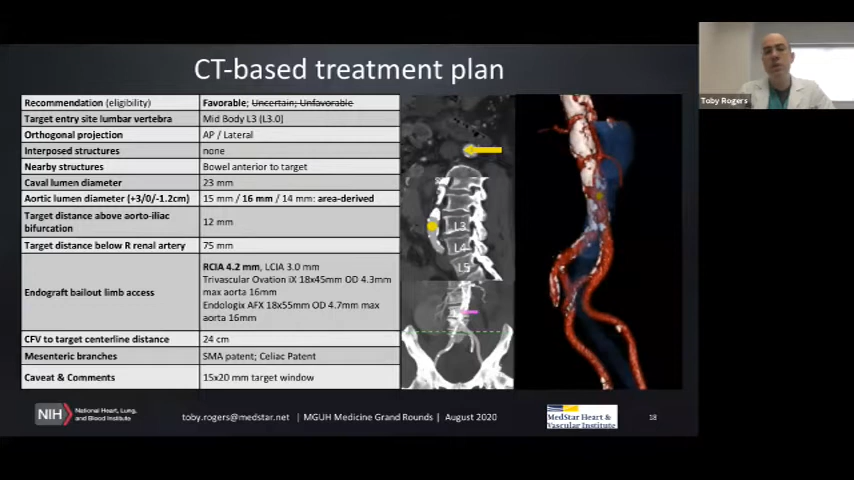 CT-based treatment plan
Recommendation (eligibility) Favorable; Uncertain; Unfavorable
Target entry site lumbar vertebra Mid Body L3 (L3.0)
Orthogonal projection AP / Lateral
Interposed structures none
Nearby structures Bowel anterior to target
Caval lumen diameter 23 mm
Aortic lumen diameter (+3/0/-1.2cm) 15 mm / 16 mm / 14 mm: area-derived
Target distance above aorto-iliac
bifurcation
12 mm
Target distance below R renal artery 75 mm
Endograft bailout limb access
RCIA 4.2 mm, LCIA 3.0 mm
Trivascular Ovation iX 18x45mm OD 4.3mm
max aorta 16mm
Endologix AFX 18x55mm OD 4.7mm max
aorta 16mm
CFV to target centerline distance 24 cm
Mesenteric branches SMA patent; Celiac Patent
Caveat & Comments 15x20 mm target window
L3
L4
L5
Toby Rogers
NIH National Heart, Lung,
and Blood Institute
toby.rogers@medstar.net | MGUH Medicine Grand Rounds | August 2020
MedStar Heart &
Vascular Institute
18